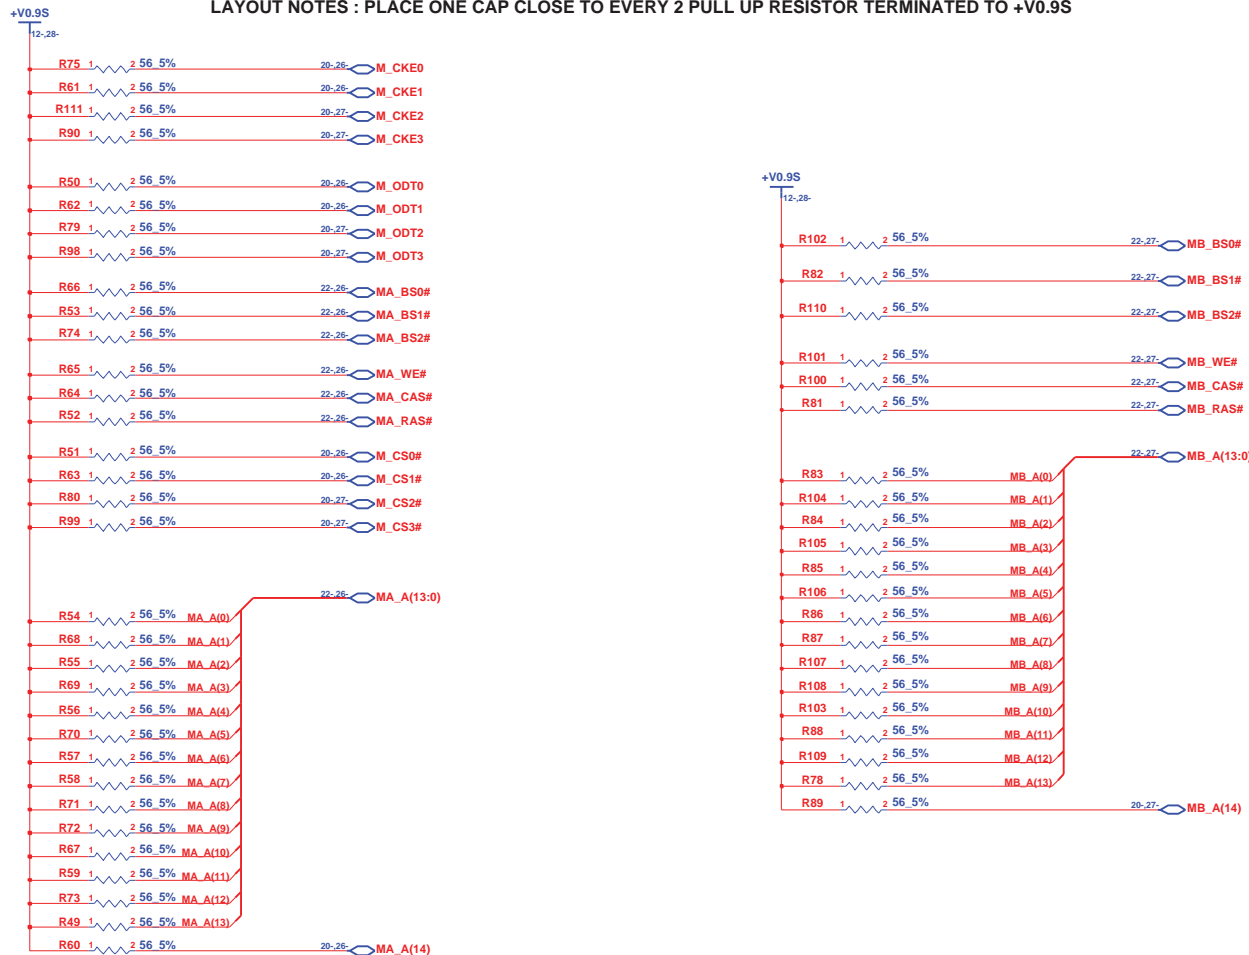 LAYOUT NOTES : PLACE ONE CAP CLOSE TO EVERY 2 PULL UP RESISTOR TERMINATED TO +V0.9S
+V0.9S
12-,28-
R75 1 2 56_5% 20-,26- M_CKE0
R61 1 2 56_5% 20-,26- M_CKE1
R111 1 2 56_5% 20-,27- M_CKE2
R90 1 2 56_5% 20-,27- M_CKE3
R50 1 2 56_5% 20-,26- M_ODT0
R62 1 2 56_5% 20-,26- M_ODT1
R79 1 2 56_5% 20-,27- M_ODT2
R98 1 2 56_5% 20-,27- M_ODT3
R66 1 2 56_5% 22-,26- MA_BS0#
R53 1 2 56_5% 22-,26- MA_BS1#
R74 1 2 56_5% 22-,26- MA_BS2#
R65 1 2 56_5% 22-,26- MA_WE#
R64 1 2 56_5% 22-,26- MA_CAS#
R52 1 2 56_5% 22-,26- MA_RAS#
R51 1 2 56_5% 20-,26- M_CS0#
R63 1 2 56_5% 20-,26- M_CS1#
R80 1 2 56_5% 20-,27- M_CS2#
R99 1 2 56_5% 20-,27- M_CS3#
22-,26- MA_A(13:0)
R54 1 2 56_5% MA_A(0)
R68 1 2 56_5% MA_A(1)
R55 1 2 56_5% MA_A(2)
R69 1 2 56_5% MA_A(3)
R56 1 2 56_5% MA_A(4)
R70 1 2 56_5% MA_A(5)
R57 1 2 56_5% MA_A(6)
R58 1 2 56_5% MA_A(7)
R71 1 2 56_5% MA_A(8)
R72 1 2 56_5% MA_A(9)
R67 1 2 56_5% MA_A(10)
R59 1 2 56_5% MA_A(11)
R73 1 2 56_5% MA_A(12)
R49 1 2 56_5% MA_A(13)
R60 1 2 56_5% 20-,26- MA_A(14)
+V0.9S
12-,28-
R102 1 2 56_5% 22-,27- MB_BS0#
R82 1 2 56_5% 22-,27- MB_BS1#
R110 1 2 56_5% 22-,27- MB_BS2#
R101 1 2 56_5% 22-,27- MB_WE#
R100 1 2 56_5% 22-,27- MB_CAS#
R81 1 2 56_5% 22-,27- MB_RAS#
22-,27- MB_A(13:0)
R83 1 2 56_5% MB_A(0)
R104 1 2 56_5% MB_A(1)
R84 1 2 56_5% MB_A(2)
R105 1 2 56_5% MB_A(3)
R85 1 2 56_5% MB_A(4)
R106 1 2 56_5% MB_A(5)
R86 1 2 56_5% MB_A(6)
R87 1 2 56_5% MB_A(7)
R107 1 2 56_5% MB_A(8)
R108 1 2 56_5% MB_A(9)
R103 1 2 56_5% MB_A(10)
R88 1 2 56_5% MB_A(11)
R109 1 2 56_5% MB_A(12)
R78 1 2 56_5% MB_A(13)
R89 1 2 56_5% 20-,27- MB_A(14)